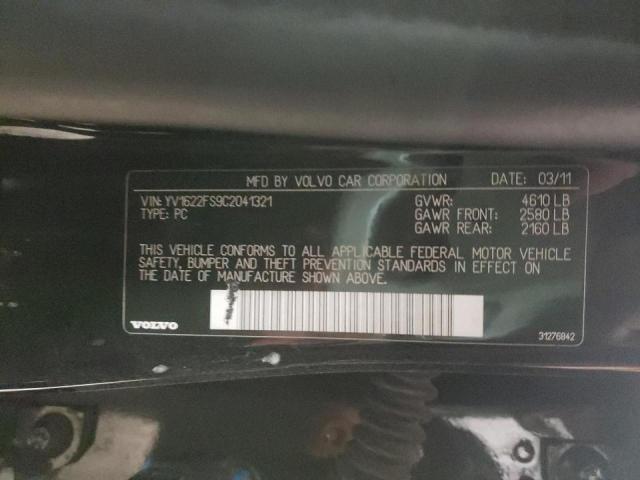 MFD BY VOLVO CAR CORPORATION DATE: 03/11
VIN: YV1622FS9C2041321 GVWR: 4610 LB
TYPE: PC GAWR FRONT: 2580 LB
GAWR REAR: 2160 LB
THIS VEHICLE CONFORMS TO ALL APPLICABLE FEDERAL MOTOR VEHICLE
SAFETY, BUMPER AND THEFT PREVENTION STANDARDS IN EFFECT ON
THE DATE OF MANUFACTURE SHOWN ABOVE.
VOLVO 31276842